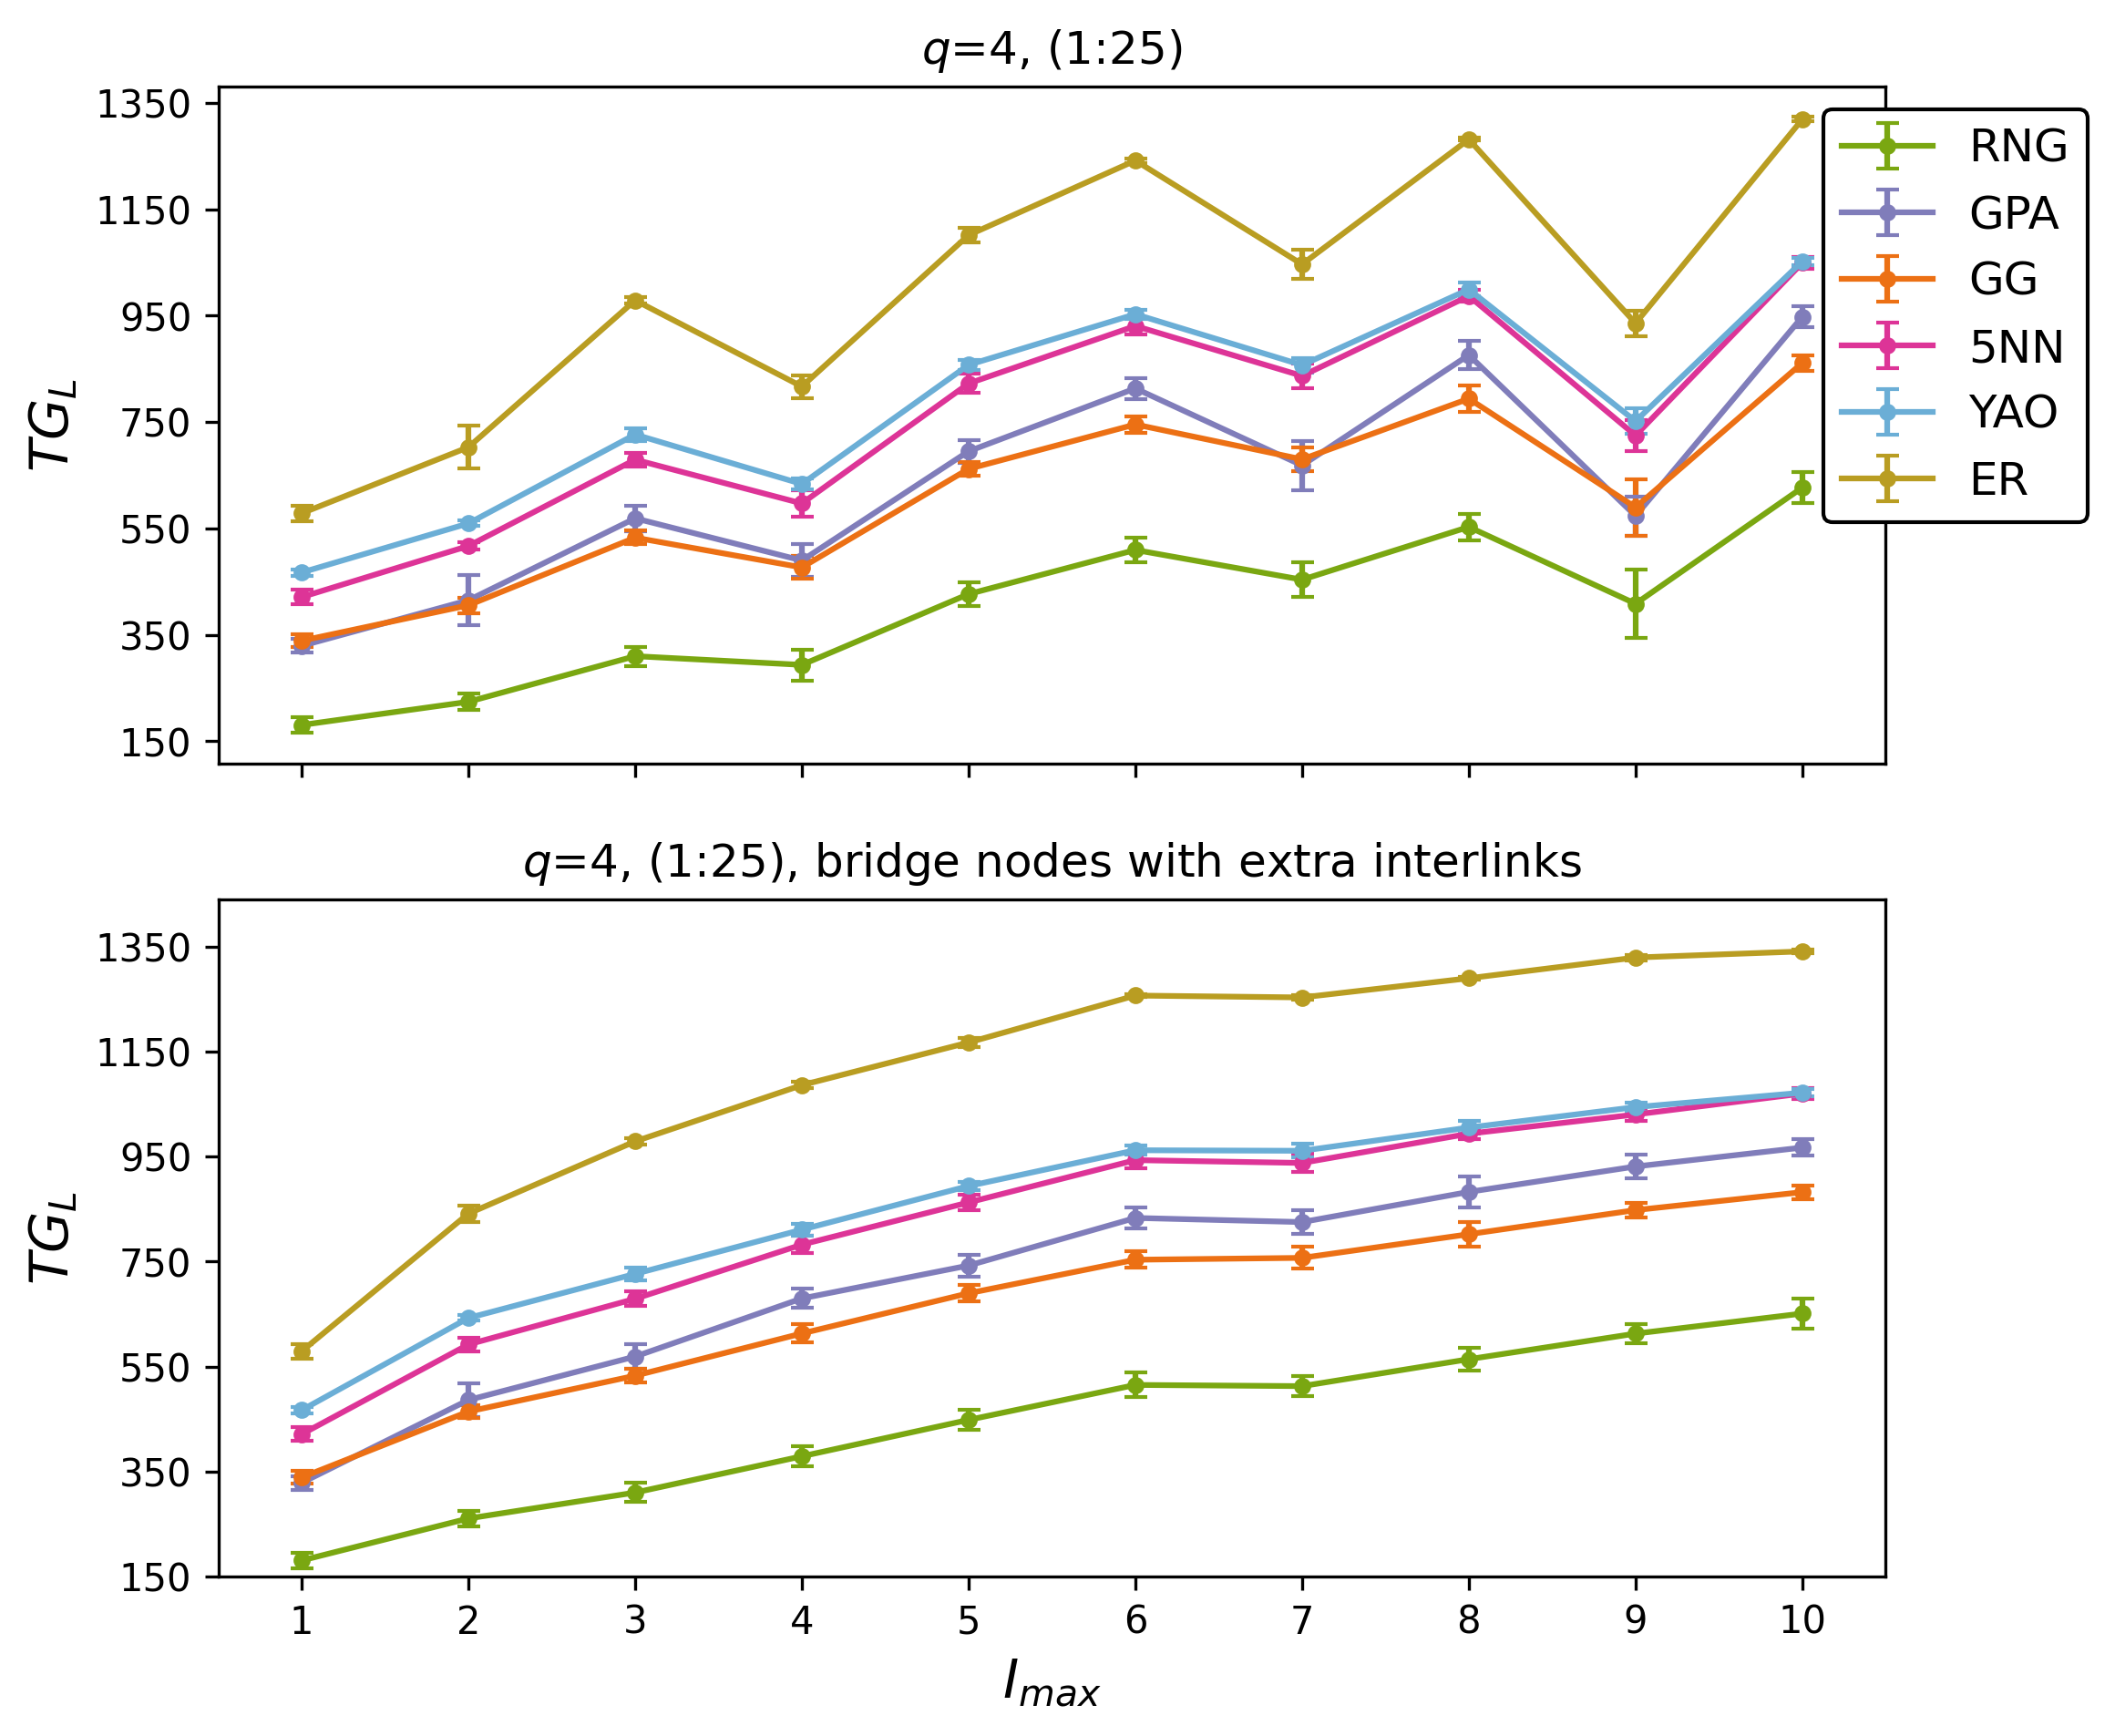 q=4, (1:25)
1350
1150
950
750
550
350
150
TG_L
RNG
GPA
GG
5NN
YAO
ER
q=4, (1:25), bridge nodes with extra interlinks
1350
1150
950
750
550
350
150
TG_L
1 2 3 4 5 6 7 8 9 10
I_max